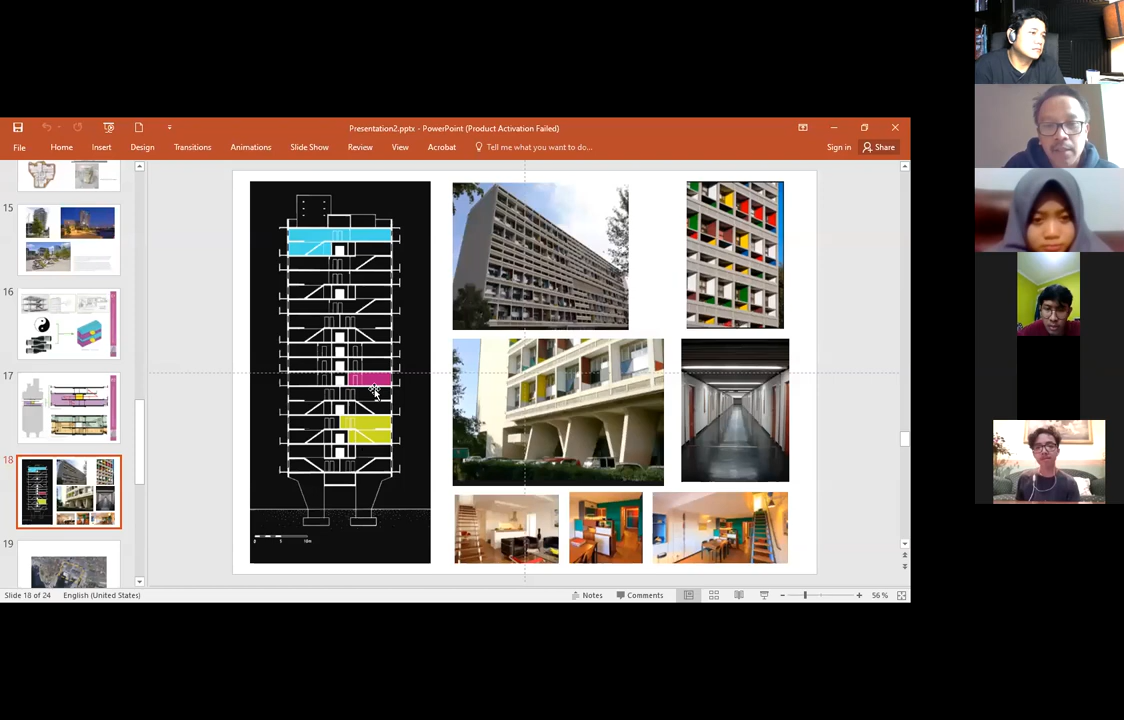 Presentation2.pptx - PowerPoint (Product Activation Failed)
File Home Insert Design Transitions Animations Slide Show Review View Acrobat Tell me what you want to do... Sign in Share
15
16
17
18
19
Slide 18 of 24 English (United States) Notes Comments 56 %